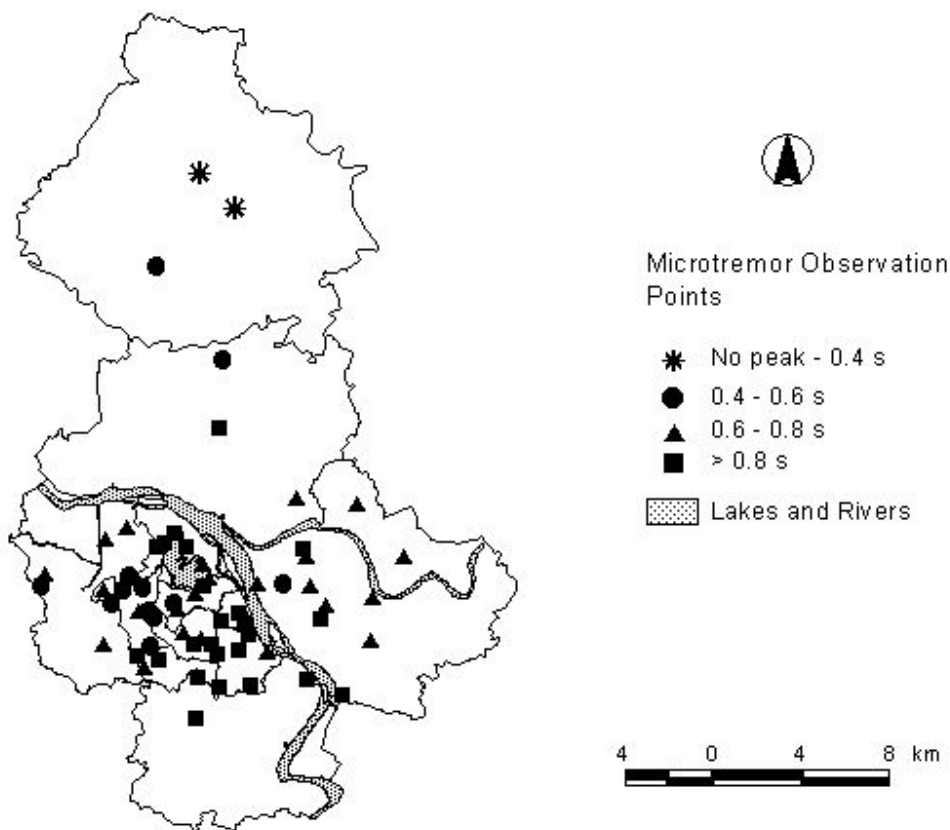 Microtremor Observation
Points
No peak - 0.4 s
0.4 - 0.6 s
0.6 - 0.8 s
> 0.8 s
Lakes and Rivers
4 0 4 8 km